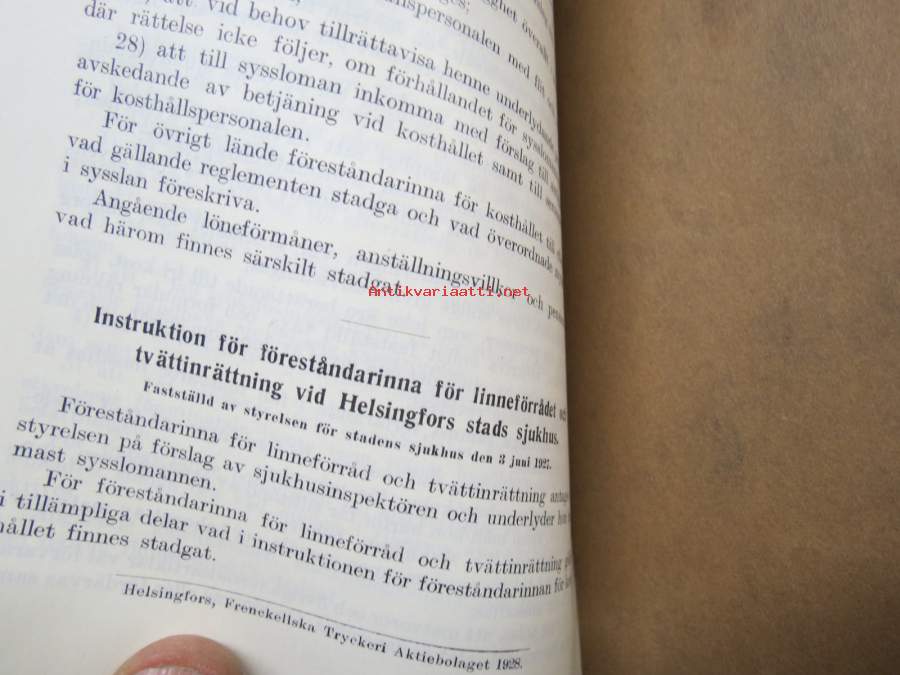 att vid behov tillrättavisa henne underlydande
där rättelse icke följer, om förhållandet för sysslom
28) att till syssloman inkomma med förslag till
avskedande av betjäning vid kosthållet samt till
för kosthållspersonalen.
För övrigt lände föreståndarinna för kosthållet till
vad gällande reglementen stadga och vad överordnade
i sysslan föreskriva.
Angående löneförmåner, anställningsvillkor och
vad härom finnes särskilt stadgat.
Antikvariaatti.net
Instruktion för föreståndarinna för linneförrådet
tvättinrättning vid Helsingfors stads sjukhus.
Fastställd av styrelsen för stadens sjukhus den 3 juni 1927.
Föreståndarinna för linneförråd och tvättinrättning
styrelsen på förslag av sjukhusinspektören och underlyder
mast sysslomannen.
För föreståndarinna för linneförråd och tvättinrättning
i tillämpliga delar vad i instruktionen för föreståndarinnan för
hållet finnes stadgat.
Helsingfors, Frenckellska Tryckeri Aktiebolaget 1928.